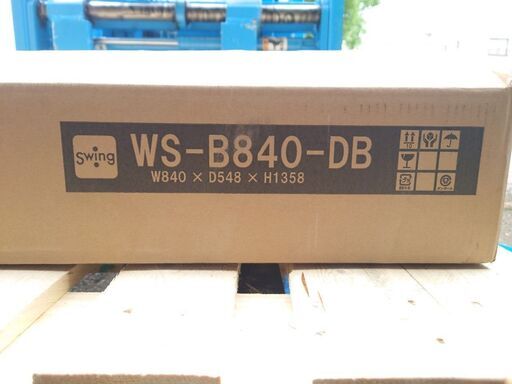 Swing
WS-B840-DB
W840 × D548 × H1358